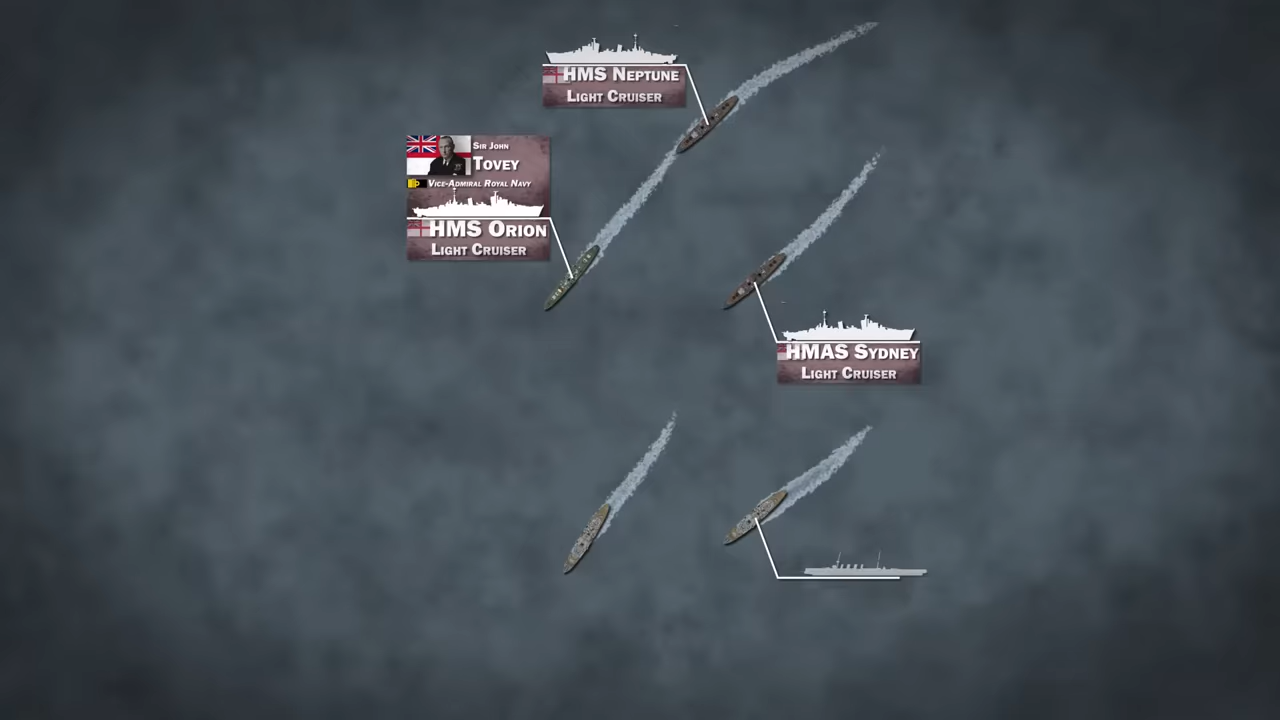 HMS Neptune
Light Cruiser
Sir John
Tovey
Vice-Admiral Royal Navy
HMS Orion
Light Cruiser
HMAS Sydney
Light Cruiser